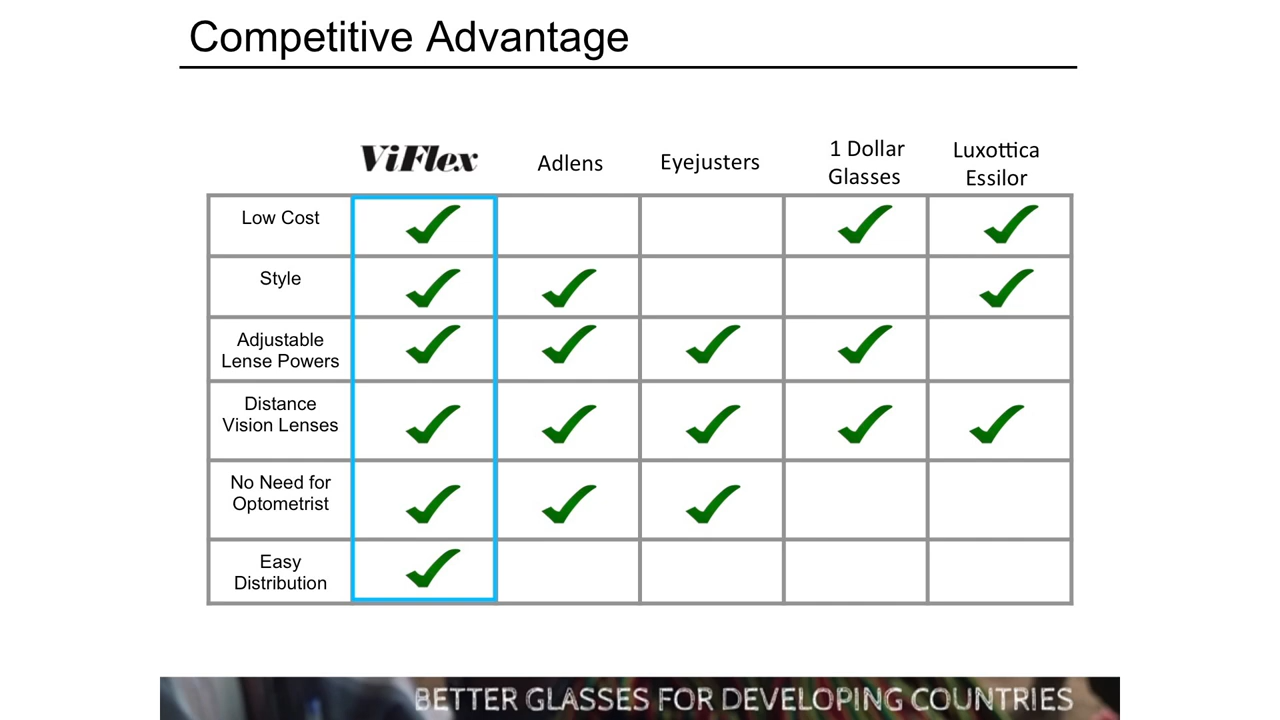 Competitive Advantage
ViFlex
Adlens
Eyejusters
1 Dollar
Glasses
Luxottica
Essilor
Low Cost
Style
Adjustable
Lense Powers
Distance
Vision Lenses
No Need for
Optometrist
Easy
Distribution
BETTER GLASSES FOR DEVELOPING COUNTRIES